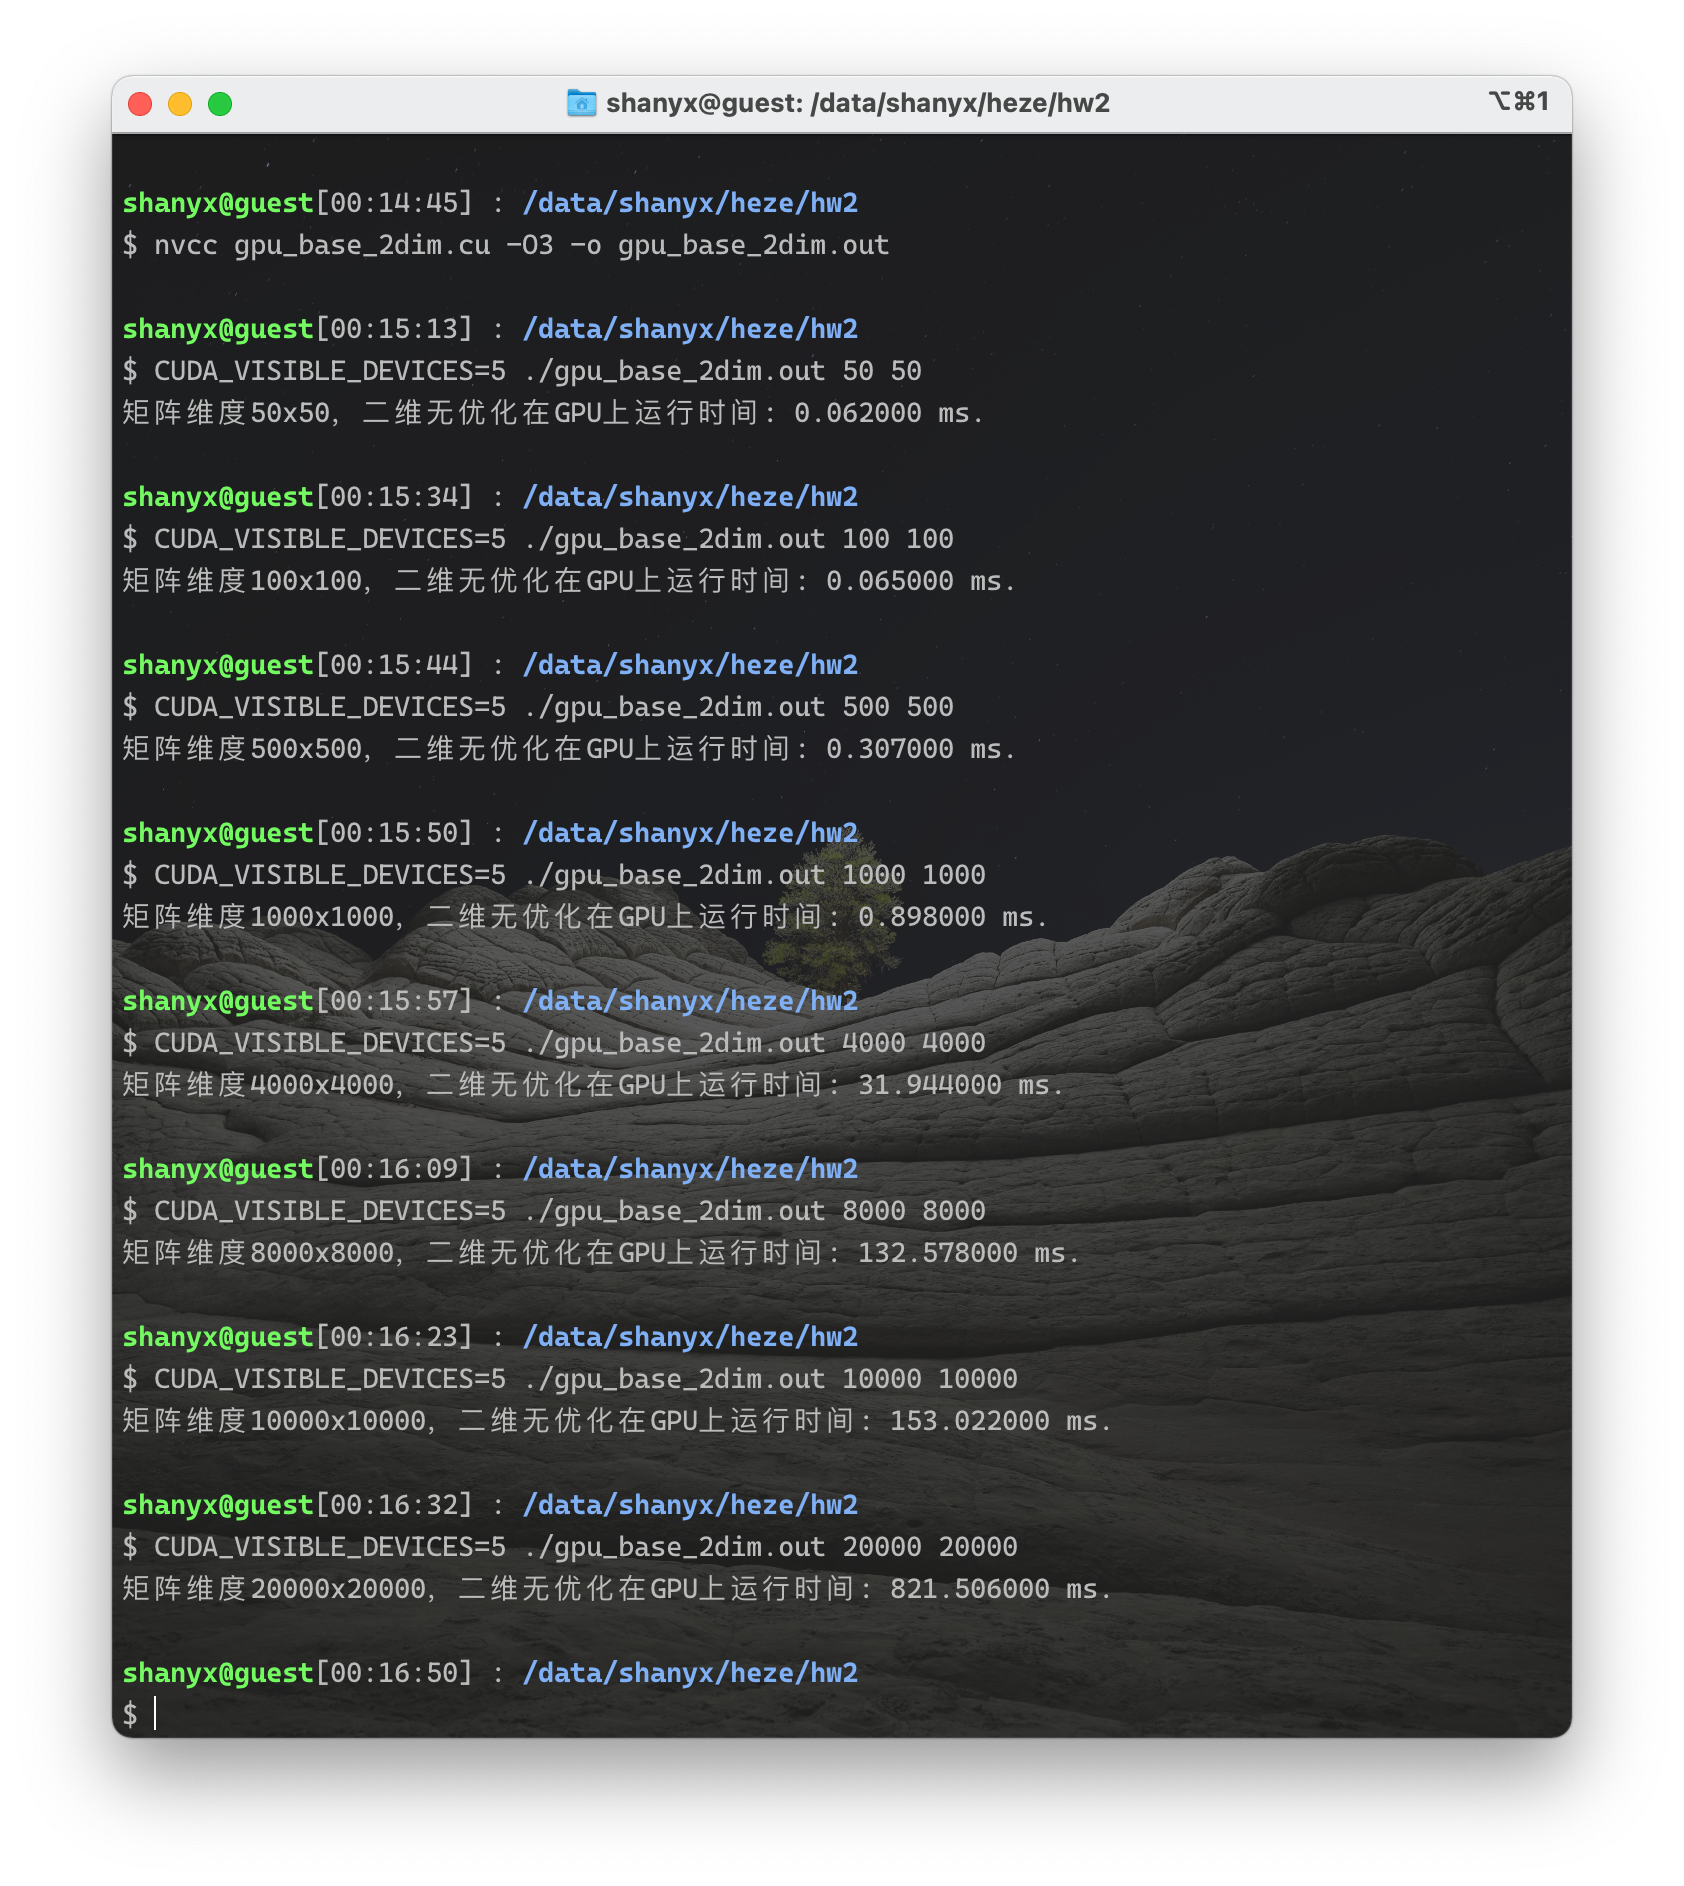 shanyx@guest: /data/shanyx/heze/hw2
⌥⌘1
shanyx@guest[00:14:45] : /data/shanyx/heze/hw2
$ nvcc gpu_base_2dim.cu -O3 -o gpu_base_2dim.out
shanyx@guest[00:15:13] : /data/shanyx/heze/hw2
$ CUDA_VISIBLE_DEVICES=5 ./gpu_base_2dim.out 50 50
矩阵维度50x50, 二维无优化在GPU上运行时间: 0.062000 ms.
shanyx@guest[00:15:34] : /data/shanyx/heze/hw2
$ CUDA_VISIBLE_DEVICES=5 ./gpu_base_2dim.out 100 100
矩阵维度100x100, 二维无优化在GPU上运行时间: 0.065000 ms.
shanyx@guest[00:15:44] : /data/shanyx/heze/hw2
$ CUDA_VISIBLE_DEVICES=5 ./gpu_base_2dim.out 500 500
矩阵维度500x500, 二维无优化在GPU上运行时间: 0.307000 ms.
shanyx@guest[00:15:50] : /data/shanyx/heze/hw2
$ CUDA_VISIBLE_DEVICES=5 ./gpu_base_2dim.out 1000 1000
矩阵维度1000x1000, 二维无优化在GPU上运行时间: 0.898000 ms.
shanyx@guest[00:15:57] : /data/shanyx/heze/hw2
$ CUDA_VISIBLE_DEVICES=5 ./gpu_base_2dim.out 4000 4000
矩阵维度4000x4000, 二维无优化在GPU上运行时间: 31.944000 ms.
shanyx@guest[00:16:09] : /data/shanyx/heze/hw2
$ CUDA_VISIBLE_DEVICES=5 ./gpu_base_2dim.out 8000 8000
矩阵维度8000x8000, 二维无优化在GPU上运行时间: 132.578000 ms.
shanyx@guest[00:16:23] : /data/shanyx/heze/hw2
$ CUDA_VISIBLE_DEVICES=5 ./gpu_base_2dim.out 10000 10000
矩阵维度10000x10000, 二维无优化在GPU上运行时间: 153.022000 ms.
shanyx@guest[00:16:32] : /data/shanyx/heze/hw2
$ CUDA_VISIBLE_DEVICES=5 ./gpu_base_2dim.out 20000 20000
矩阵维度20000x20000, 二维无优化在GPU上运行时间: 821.506000 ms.
shanyx@guest[00:16:50] : /data/shanyx/heze/hw2
$